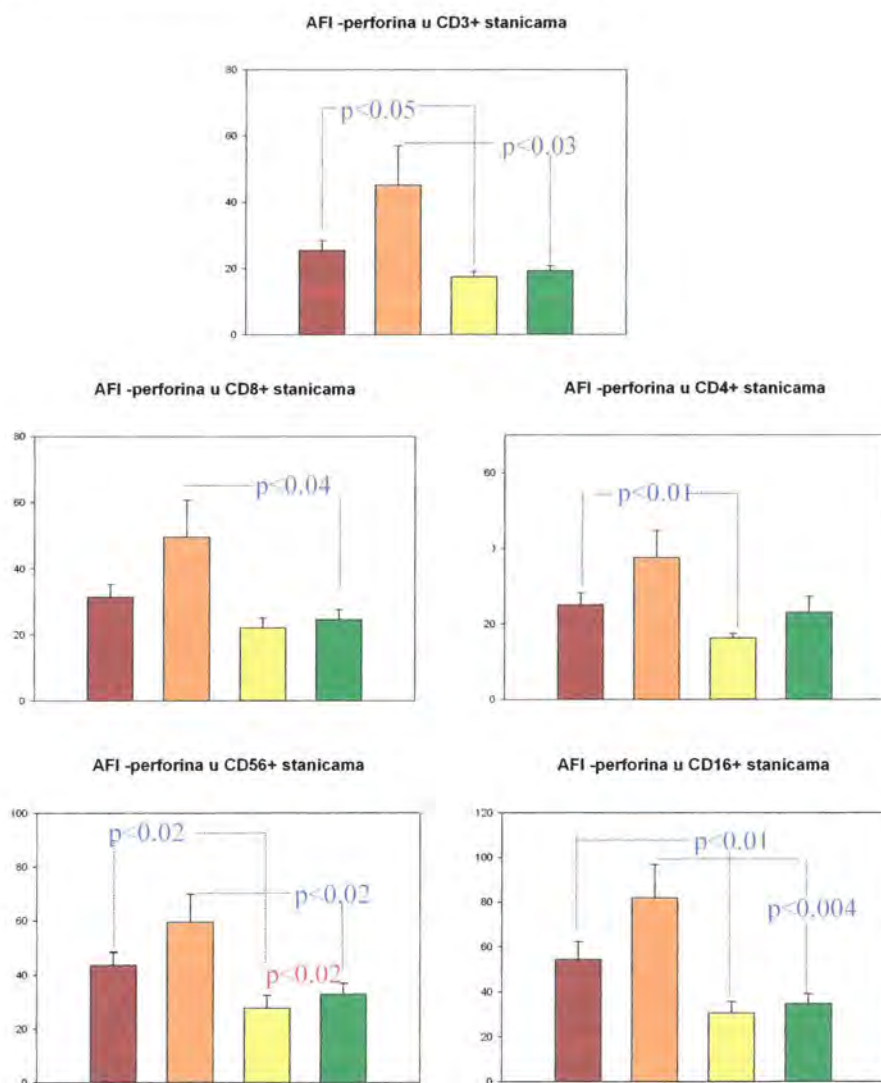 AFI -perforina u CD3+ stanicama
80
60
40
20
0
p<0.05
p<0.03
AFI -perforina u CD8+ stanicama
80
60
40
20
0
p<0.04
AFI -perforina u CD4+ stanicama
60
20
0
p<0.01
AFI -perforina u CD56+ stanicama
100
80
60
40
20
0
p<0.02
p<0.02
p<0.02
AFI -perforina u CD16+ stanicama
120
100
80
60
40
20
0
p<0.01
p<0.004